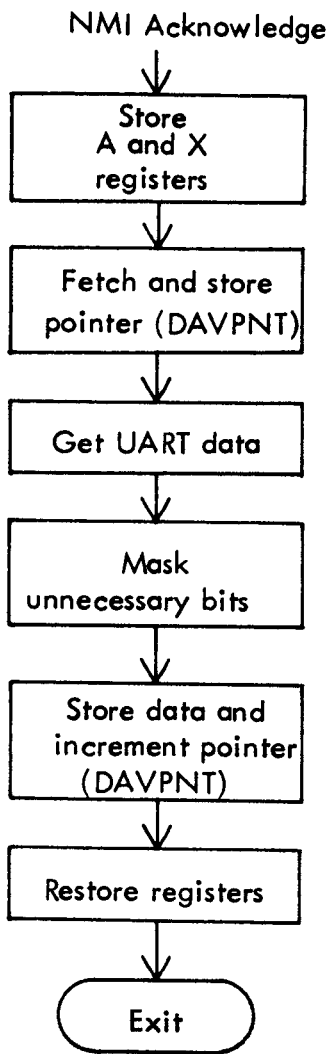 NMI Acknowledge
Store
A and X
registers
Fetch and store
pointer (DAVPNT)
Get UART data
Mask
unnecessary bits
Store data and
increment pointer
(DAVPNT)
Restore registers
Exit